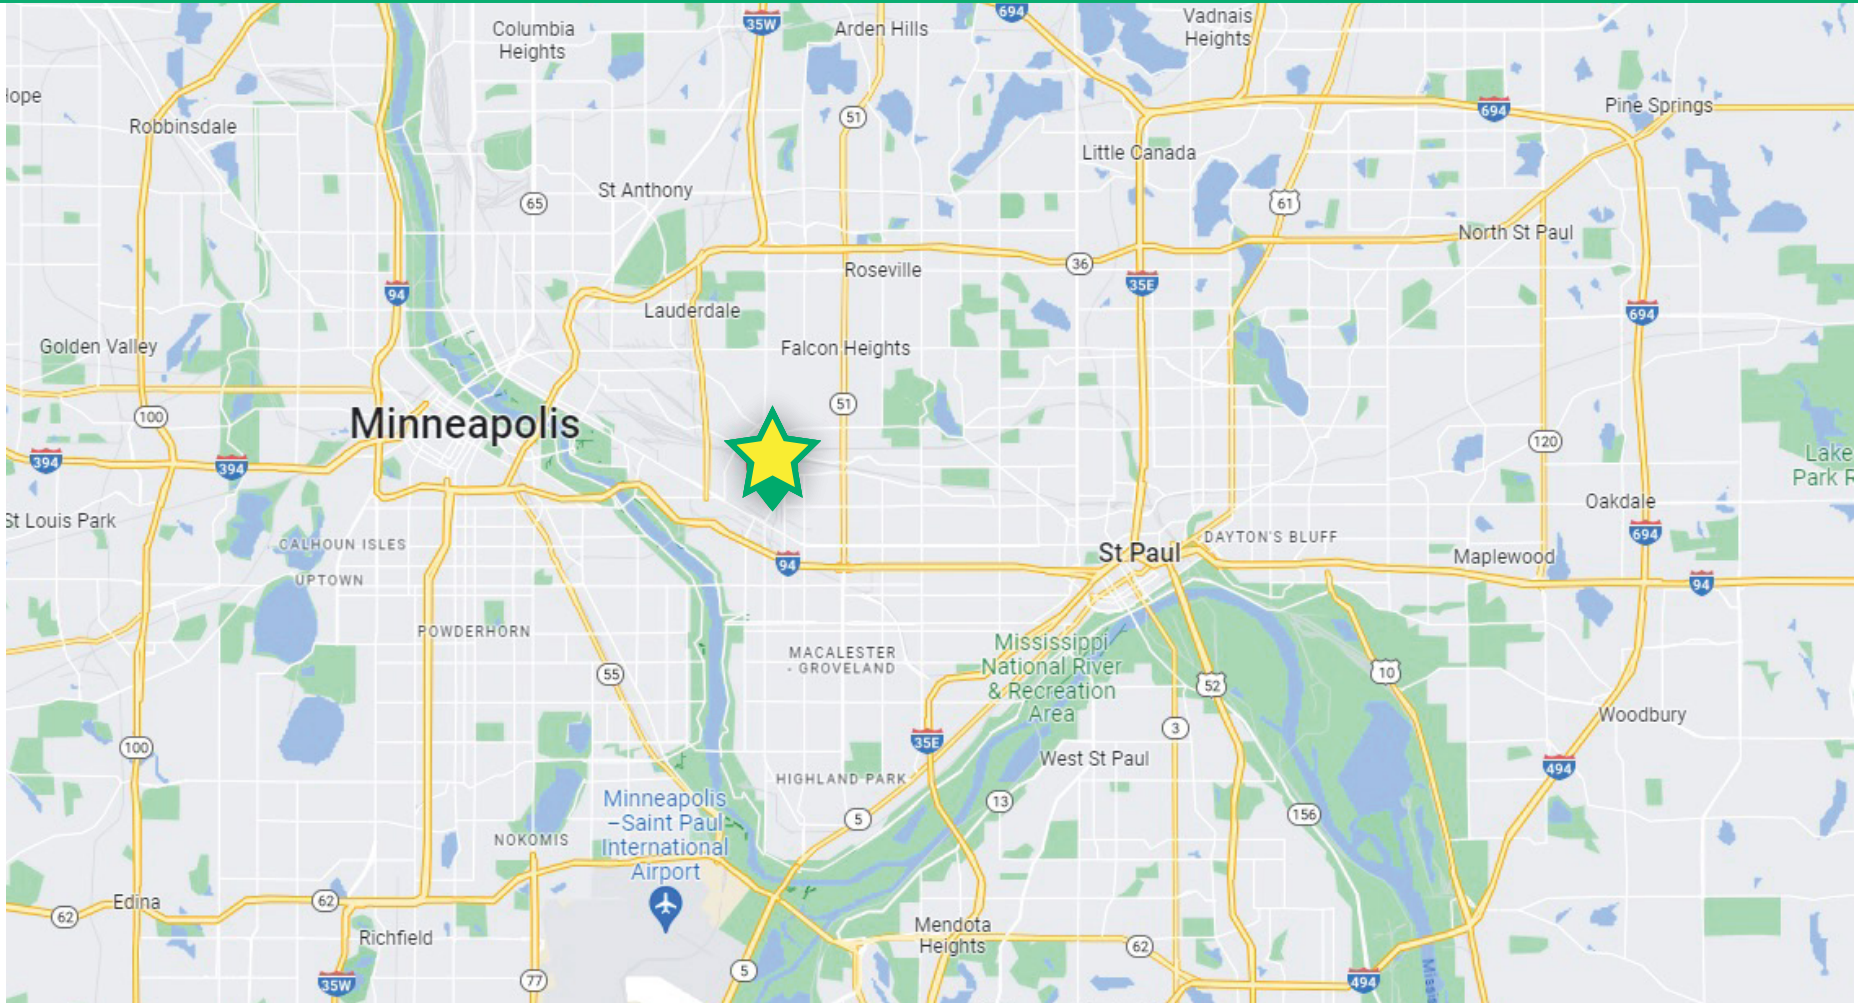 Columbia
Heights
35W
Arden Hills
694
Vadnais
Heights
Robbinsdale
51
694
Pine Springs
Little Canada
65
St Anthony
61
North St Paul
36
Roseville
35E
94
Lauderdale
694
Golden Valley
Falcon Heights
100
Minneapolis
51
120
394
394
Lake
Park R
Oakdale
St Louis Park
CALHOUN ISLES
UPTOWN
94
St Paul
DAYTON'S BLUFF
694
Maplewood
94
POWDERHORN
MACALESTER
- GROVELAND
Mississippi
National River
& Recreation
Area
55
52
10
Woodbury
3
100
35E
West St Paul
494
HIGHLAND PARK
Minneapolis
–Saint Paul
International
Airport
5
13
156
NOKOMIS
Edina
62
62
Richfield
Mendota
Heights
62
35W
77
5
494